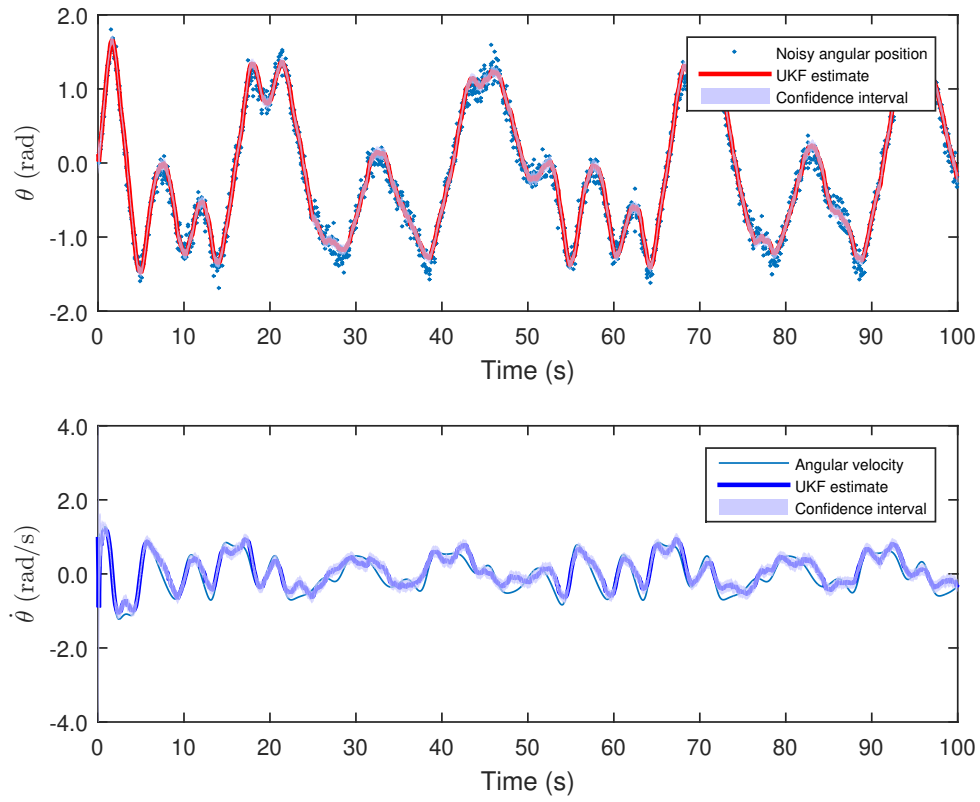 2.0
1.0
0.0
-1.0
-2.0
θ (rad)
Noisy angular position
UKF estimate
Confidence interval
0 10 20 30 40 50 60 70 80 90 100
Time (s)
4.0
2.0
0.0
-2.0
-4.0
θ̇ (rad/s)
Angular velocity
UKF estimate
Confidence interval
0 10 20 30 40 50 60 70 80 90 100
Time (s)